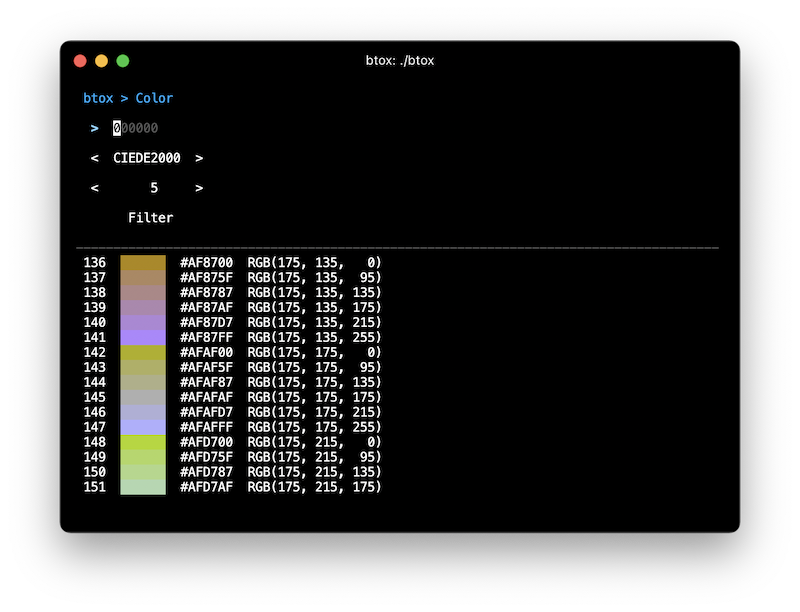 btox: ./btox
btox > Color
> 000000
< CIEDE2000 >
< 5 >
Filter
136 #AF8700 RGB(175, 135,   0)
137 #AF875F RGB(175, 135,  95)
138 #AF8787 RGB(175, 135, 135)
139 #AF87AF RGB(175, 135, 175)
140 #AF87D7 RGB(175, 135, 215)
141 #AF87FF RGB(175, 135, 255)
142 #AFAF00 RGB(175, 175,   0)
143 #AFAF5F RGB(175, 175,  95)
144 #AFAF87 RGB(175, 175, 135)
145 #AFAFAF RGB(175, 175, 175)
146 #AFAFD7 RGB(175, 175, 215)
147 #AFAFFF RGB(175, 175, 255)
148 #AFD700 RGB(175, 215,   0)
149 #AFD75F RGB(175, 215,  95)
150 #AFD787 RGB(175, 215, 135)
151 #AFD7AF RGB(175, 215, 175)